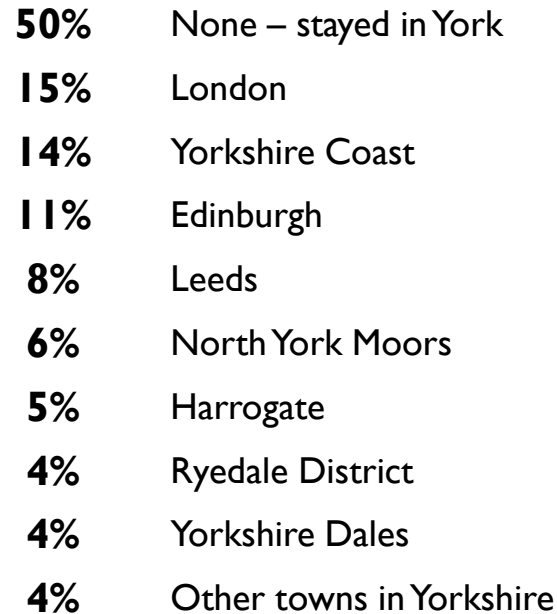 50% None – stayed in York
15% London
14% Yorkshire Coast
11% Edinburgh
8% Leeds
6% North York Moors
5% Harrogate
4% Ryedale District
4% Yorkshire Dales
4% Other towns in Yorkshire